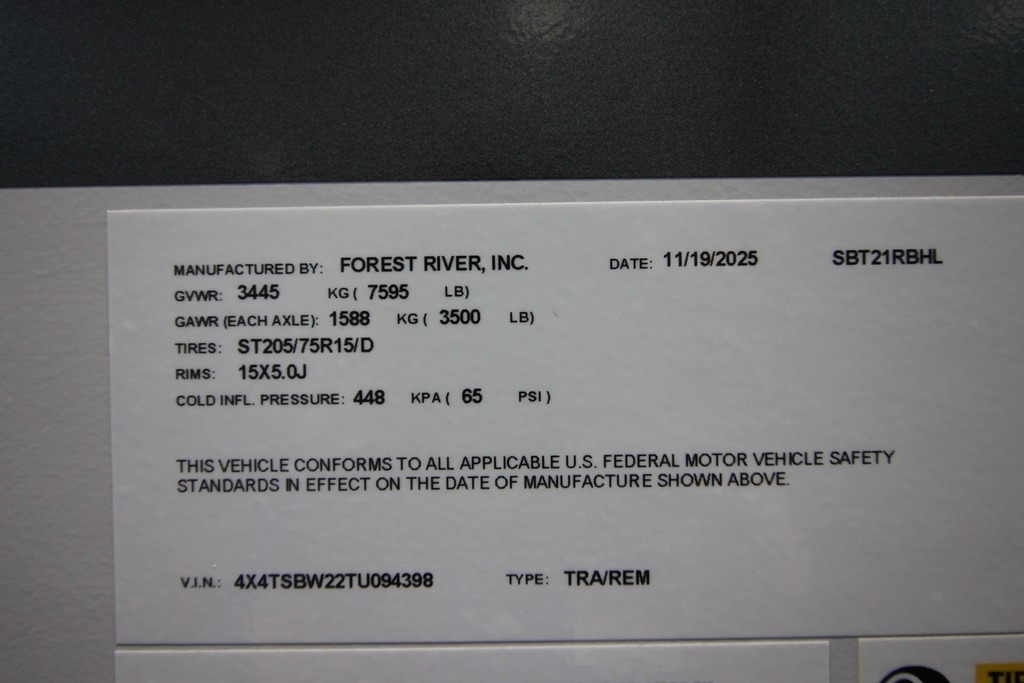 MANUFACTURED BY: FOREST RIVER, INC. DATE: 11/19/2025 SBT21RBHL
GVWR: 3445 KG ( 7595 LB)
GAWR (EACH AXLE): 1588 KG ( 3500 LB)
TIRES: ST205/75R15/D
RIMS: 15X5.0J
COLD INFL. PRESSURE: 448 KPA ( 65 PSI )
THIS VEHICLE CONFORMS TO ALL APPLICABLE U.S. FEDERAL MOTOR VEHICLE SAFETY
STANDARDS IN EFFECT ON THE DATE OF MANUFACTURE SHOWN ABOVE.
V.I.N.: 4X4TSBW22TU094398 TYPE: TRA/REM